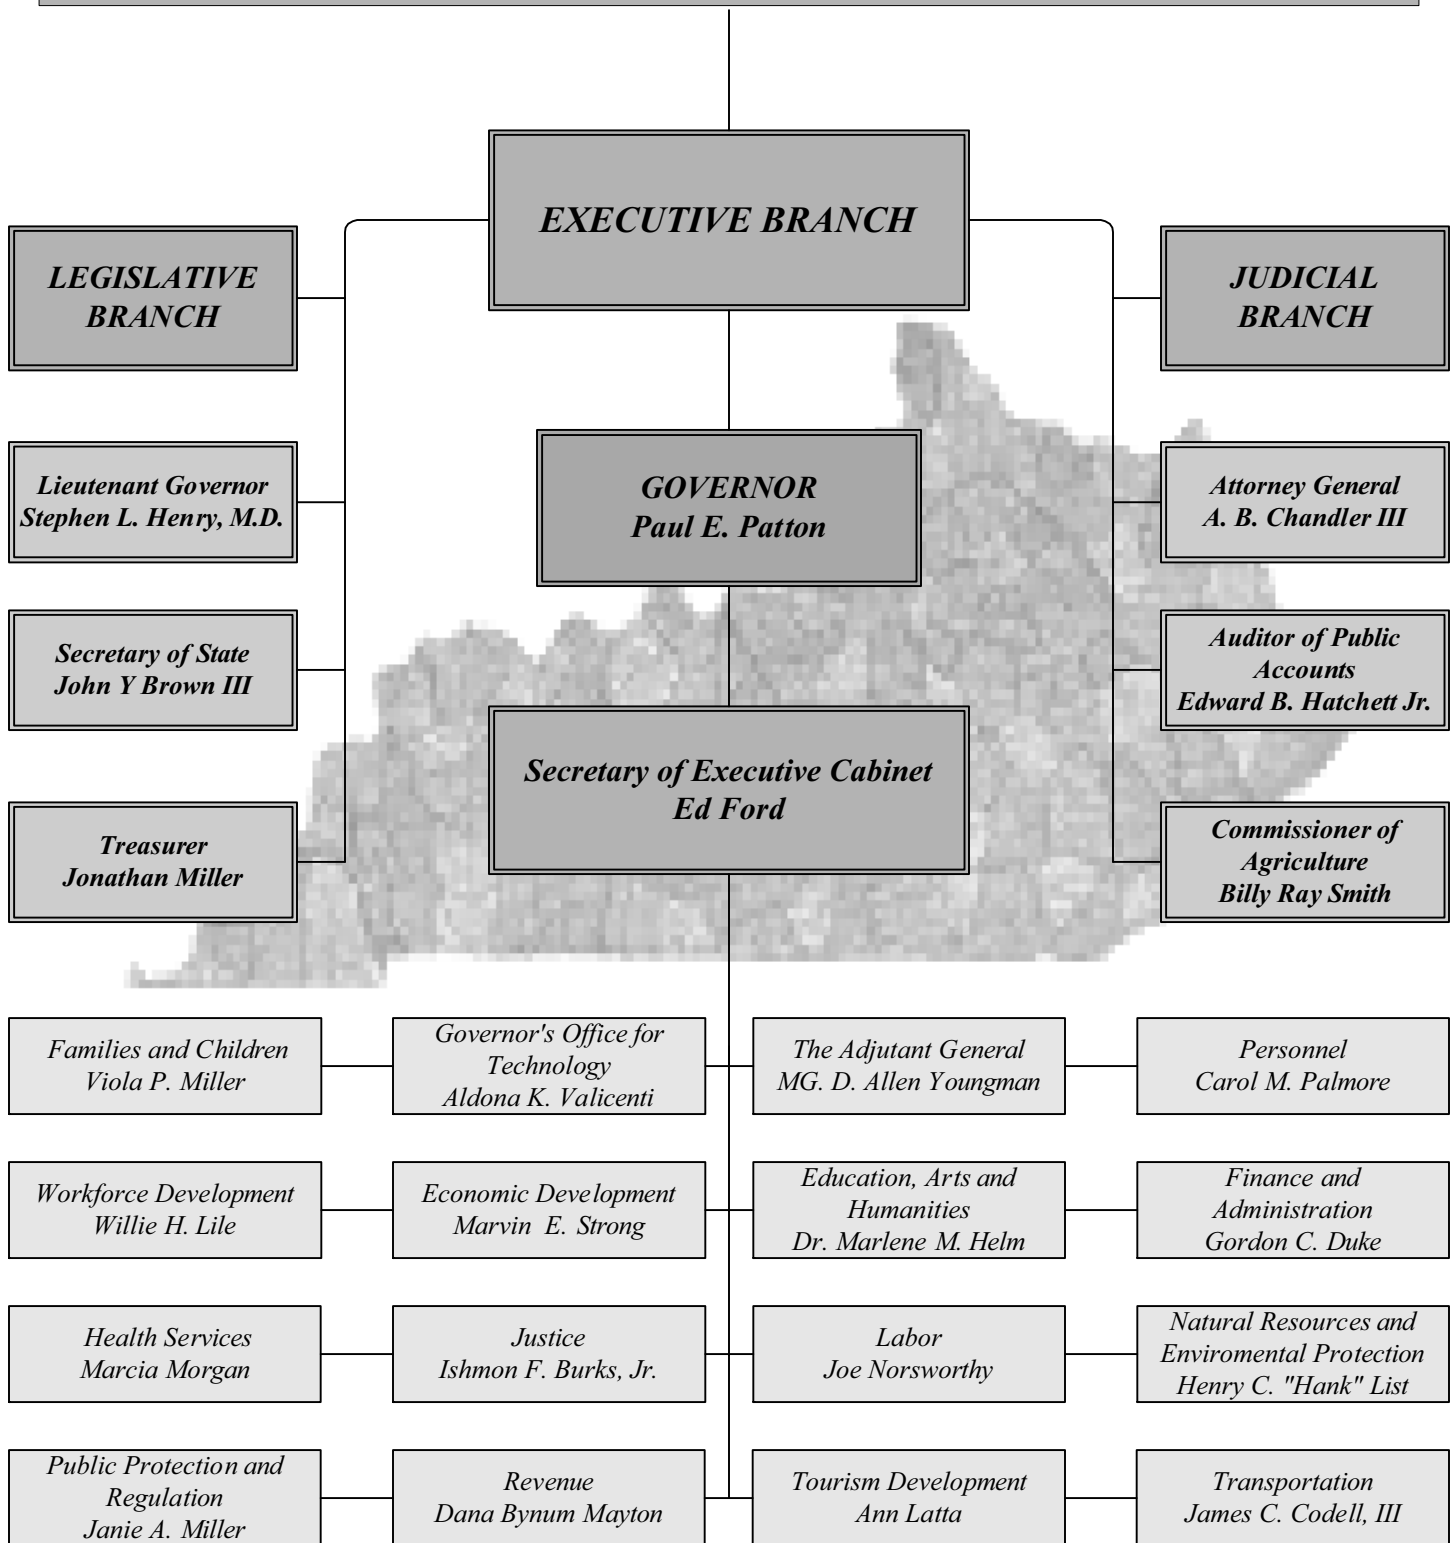 EXECUTIVE BRANCH
LEGISLATIVE
BRANCH
JUDICIAL
BRANCH
GOVERNOR
Paul E. Patton
Lieutenant Governor
Stephen L. Henry, M.D.
Attorney General
A. B. Chandler III
Secretary of State
John Y Brown III
Auditor of Public
Accounts
Edward B. Hatchett Jr.
Secretary of Executive Cabinet
Ed Ford
Treasurer
Jonathan Miller
Commissioner of
Agriculture
Billy Ray Smith
Families and Children
Viola P. Miller
Governor's Office for
Technology
Aldona K. Valicenti
The Adjutant General
MG. D. Allen Youngman
Personnel
Carol M. Palmore
Workforce Development
Willie H. Lile
Economic Development
Marvin E. Strong
Education, Arts and
Humanities
Dr. Marlene M. Helm
Finance and
Administration
Gordon C. Duke
Health Services
Marcia Morgan
Justice
Ishmon F. Burks, Jr.
Labor
Joe Norsworthy
Natural Resources and
Enviromental Protection
Henry C. "Hank" List
Public Protection and
Regulation
Janie A. Miller
Revenue
Dana Bynum Mayton
Tourism Development
Ann Latta
Transportation
James C. Codell, III